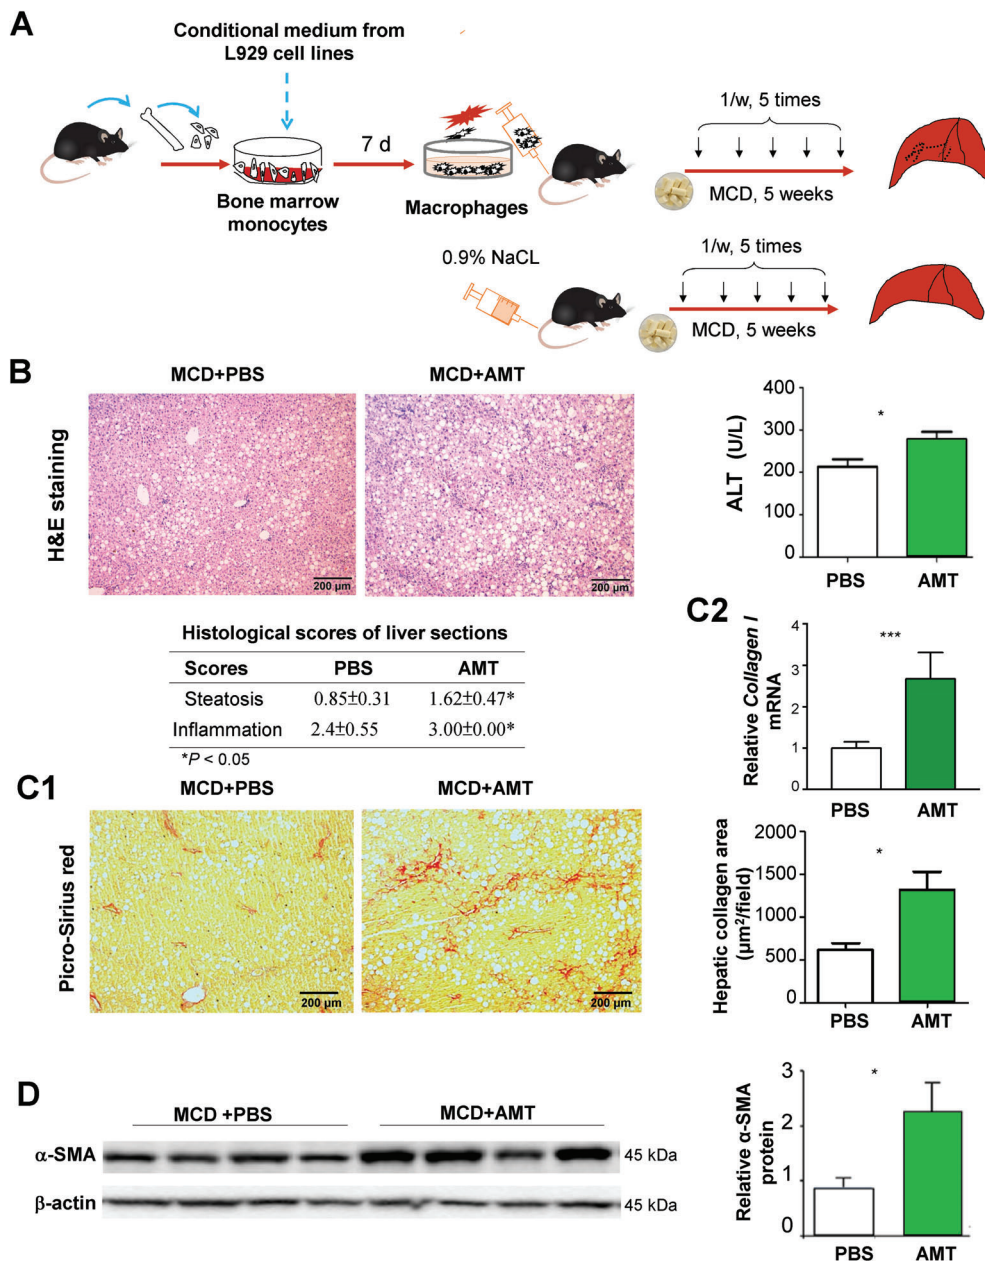 A
Conditional medium from
L929 cell lines
7 d
Bone marrow
monocytes
Macrophages
1/w, 5 times
MCD, 5 weeks
0.9% NaCL
1/w, 5 times
MCD, 5 weeks
B
MCD+PBS
MCD+AMT
H&E staining
200 µm
200 µm
Histological scores of liver sections
Scores PBS AMT
Steatosis 0.85±0.31 1.62±0.47*
Inflammation 2.4±0.55 3.00±0.00*
*P < 0.05
ALT (U/L)
400
300
200
100
0
*
PBS AMT
C1
MCD+PBS
MCD+AMT
Picro-Sirius red
200 µm
200 µm
C2
Relative Collagen I
mRNA
4
3
2
1
0
***
PBS AMT
Hepatic collagen area
(µm²/field)
2000
1500
1000
500
0
*
PBS AMT
D
MCD +PBS
MCD+AMT
α-SMA 45 kDa
β-actin 45 kDa
Relative α-SMA
protein
3
2
1
0
*
PBS AMT